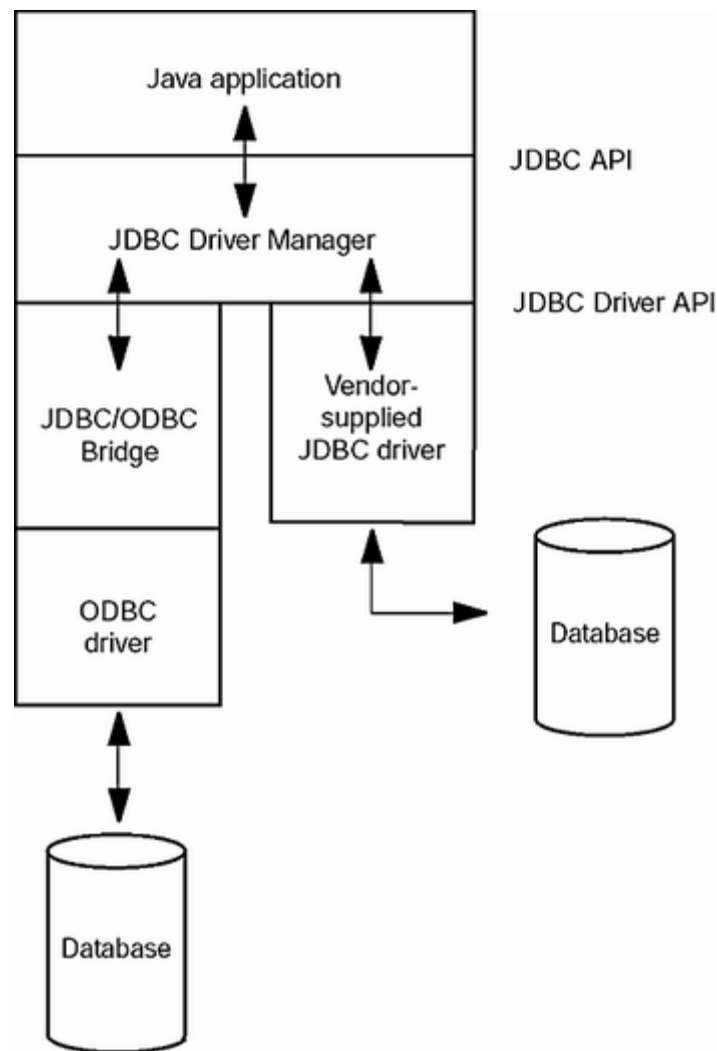 Java application
JDBC API
JDBC Driver Manager
JDBC Driver API
JDBC/ODBC
Bridge
Vendor-
supplied
JDBC driver
ODBC
driver
Database
Database